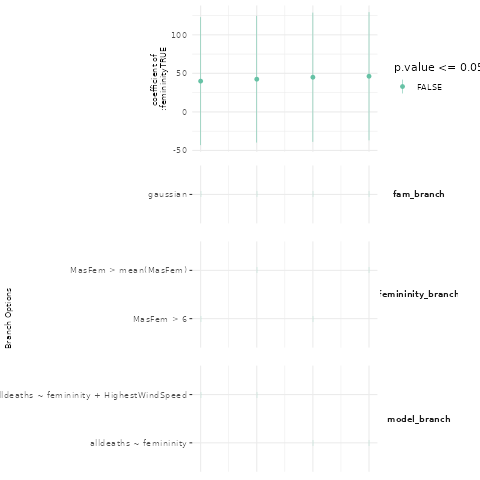 100
50
0
-50
coefficient of
:femininityTRUE
p.value <= 0.05
FALSE
gaussian
fam_branch
MasFem > mean(MasFem)
MasFem > 6
femininity_branch
Branch Options
lldeaths ~ femininity + HighestWindSpeed
alldeaths ~ femininity
model_branch